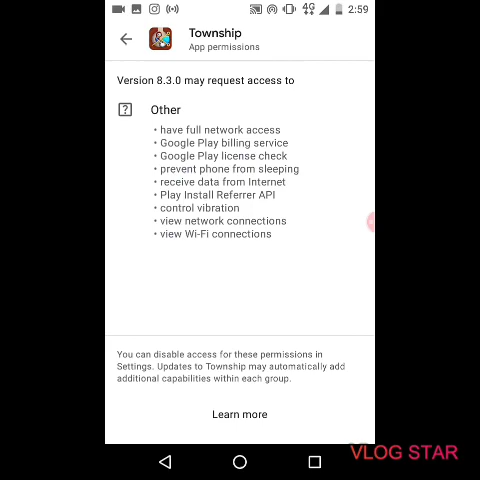 4G 2:59
Township
App permissions
Version 8.3.0 may request access to
Other
• have full network access
• Google Play billing service
• Google Play license check
• prevent phone from sleeping
• receive data from Internet
• Play Install Referrer API
• control vibration
• view network connections
• view Wi-Fi connections
You can disable access for these permissions in
Settings. Updates to Township may automatically add
additional capabilities within each group.
Learn more
VLOG STAR